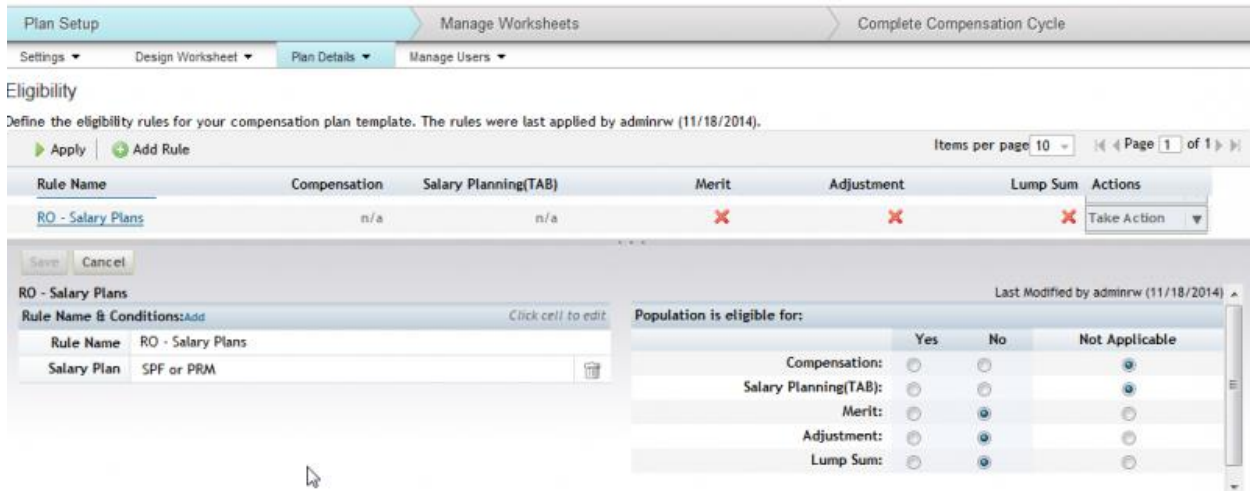 Plan Setup Manage Worksheets Complete Compensation Cycle
Settings Design Worksheet Plan Details Manage Users
Eligibility
Define the eligibility rules for your compensation plan template. The rules were last applied by adminrw (11/18/2014).
Apply Add Rule Items per page 10 Page 1 of 1
Rule Name Compensation Salary Planning(TAB) Merit Adjustment Lump Sum Actions
RO - Salary Plans n/a n/a Take Action
Save Cancel
RO - Salary Plans Last Modified by adminrw (11/18/2014)
Rule Name & Conditions:Add Click cell to edit Population is eligible for:
Yes No Not Applicable
Rule Name RO - Salary Plans
Compensation:
Salary Plan SPF or PRM
Salary Planning(TAB):
Merit:
Adjustment:
Lump Sum: